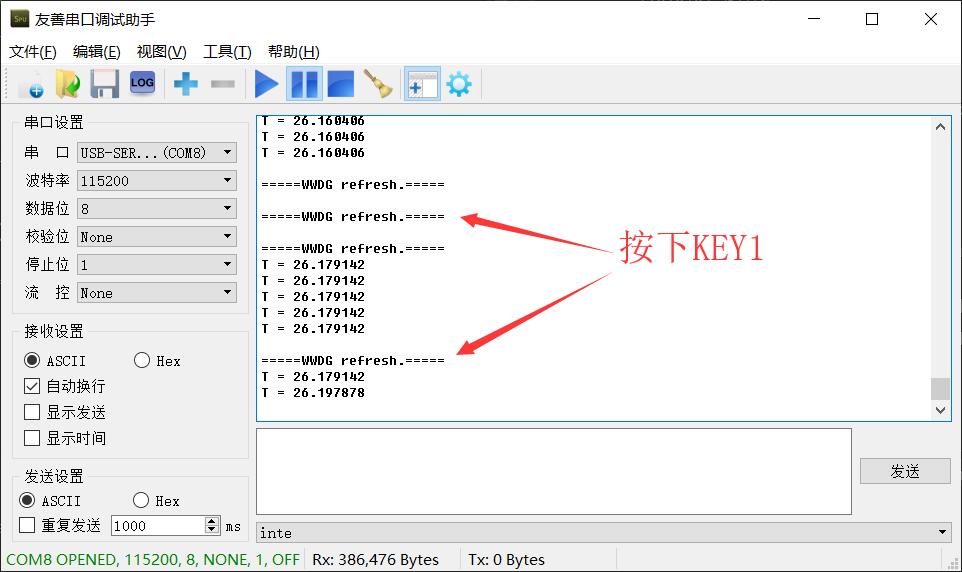 友善串口调试助手
文件(F) 编辑(E) 视图(V) 工具(T) 帮助(H)
LOG
串口设置
串 口 USB-SER...(COM8)
波特率 115200
数据位 8
校验位 None
停止位 1
流 控 None
接收设置
ASCII Hex
自动换行
显示发送
显示时间
发送设置
ASCII Hex
重复发送 1000 ms
T = 26.160406
T = 26.160406
T = 26.160406
=====WWDG refresh.=====
=====WWDG refresh.=====
=====WWDG refresh.=====
T = 26.179142
T = 26.179142
T = 26.179142
T = 26.179142
T = 26.179142
=====WWDG refresh.=====
T = 26.179142
T = 26.197878
按下KEY1
发送
inte
COM8 OPENED, 115200, 8, NONE, 1, OFF Rx: 386,476 Bytes Tx: 0 Bytes